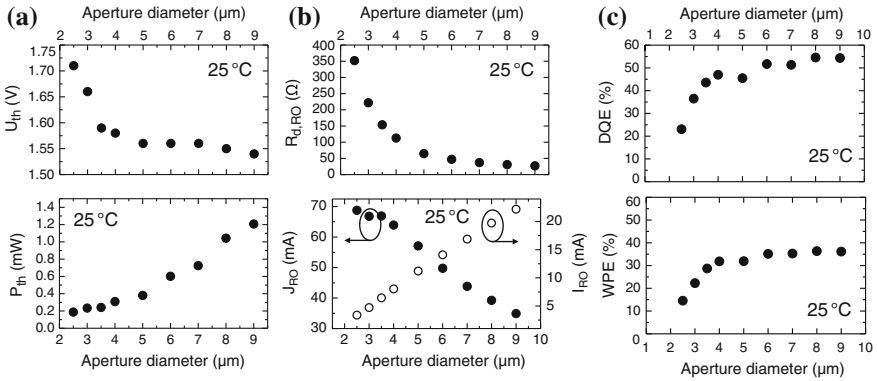 Aperture diameter (µm)
Aperture diameter (µm)
Aperture diameter (µm)
(a)
2 3 4 5 6 7 8 9
(b)
2 3 4 5 6 7 8 9
(c)
1 2 3 4 5 6 7 8 9 10
U_th (V)
1.70
1.65
1.60
1.55
1.50
1.75
25 °C
R_d,RO (Ω)
400
350
300
250
200
150
100
50
0
25 °C
DQE (%)
60
50
40
30
20
10
0
25 °C
P_th (mW)
1.4
1.2
1.0
0.8
0.6
0.4
0.2
0.0
25 °C
2 3 4 5 6 7 8 9
Aperture diameter (µm)
J_RO (mA)
70
60
50
40
30
25 °C
20
15
10
5
I_RO (mA)
1 2 3 4 5 6 7 8 9 10
Aperture diameter (µm)
WPE (%)
60
50
40
30
20
10
0
25 °C
1 2 3 4 5 6 7 8 9 10
Aperture diameter (µm)